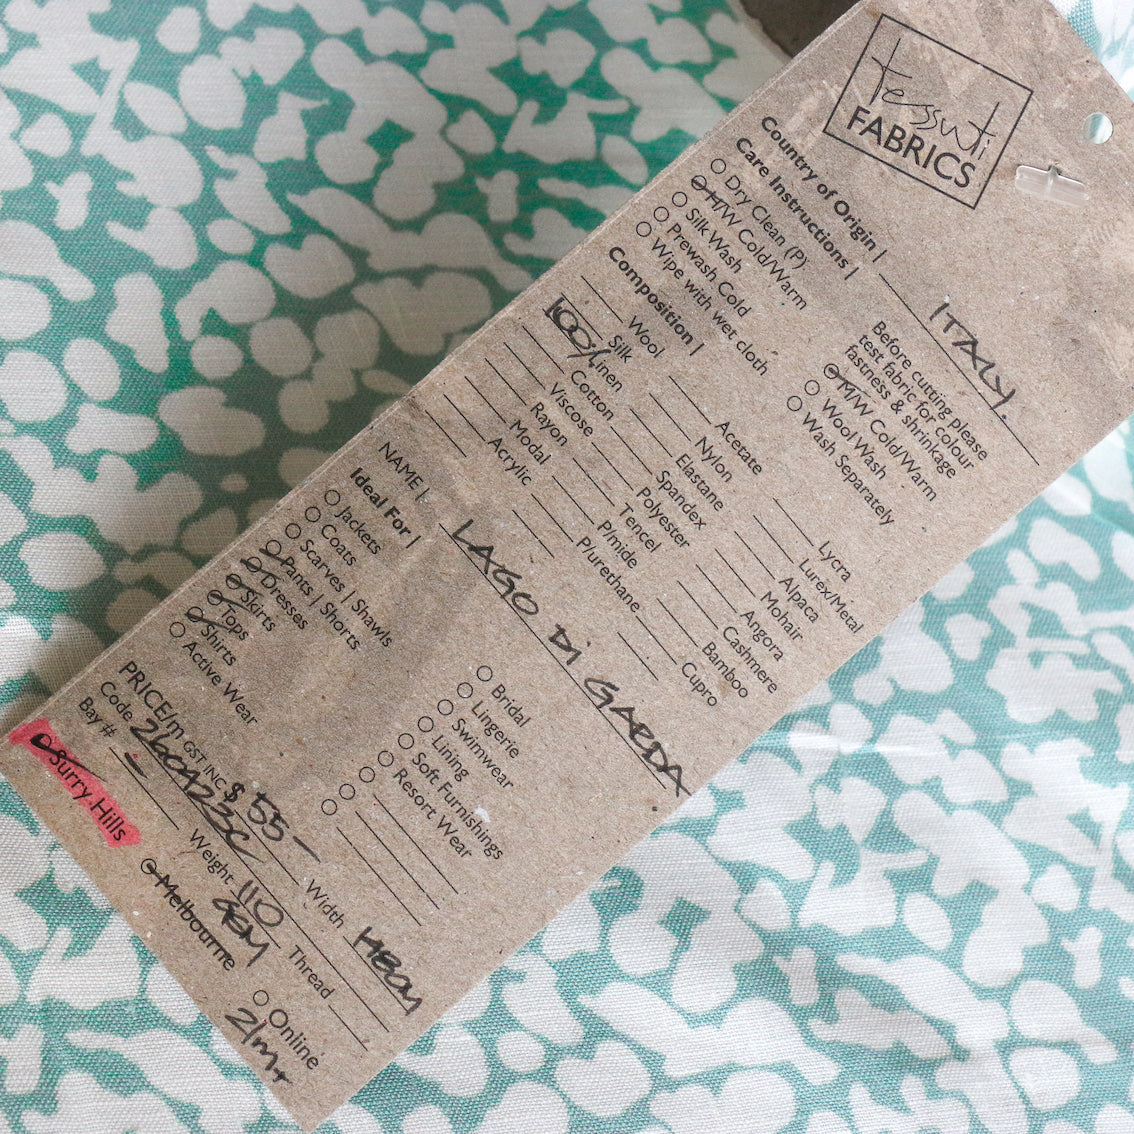 tessuti
FABRICS
Country of Origin | ITALY.
Care Instructions |
Dry Clean (P)
H/W Cold/Warm
Silk Wash
Prewash Cold
Wipe with wet cloth
Before cutting please
test fabric for colour
fastness & shrinkage
M/W Cold/Warm
Wool Wash
Wash Separately
Composition |
Wool
Silk
100% Linen
Cotton
Viscose
Rayon
Modal
Acrylic
Acetate
Nylon
Elastane
Spandex
Polyester
Tencel
P/mide
P/urethane
Lycra
Lurex/Metal
Alpaca
Mohair
Angora
Cashmere
Bamboo
Cupro
NAME | LAGO Di GARDA
Ideal For |
Jackets
Coats
Scarves | Shawls
Pants | Shorts
Dresses
Skirts
Tops
Shirts
Active Wear
Bridal
Lingerie
Swimwear
Lining
Soft Furnishings
Resort Wear
PRICE/m GST INC $ 55-
Width
Code
Bay #
Weight 110
Thread
Surry Hills
Melbourne
Online